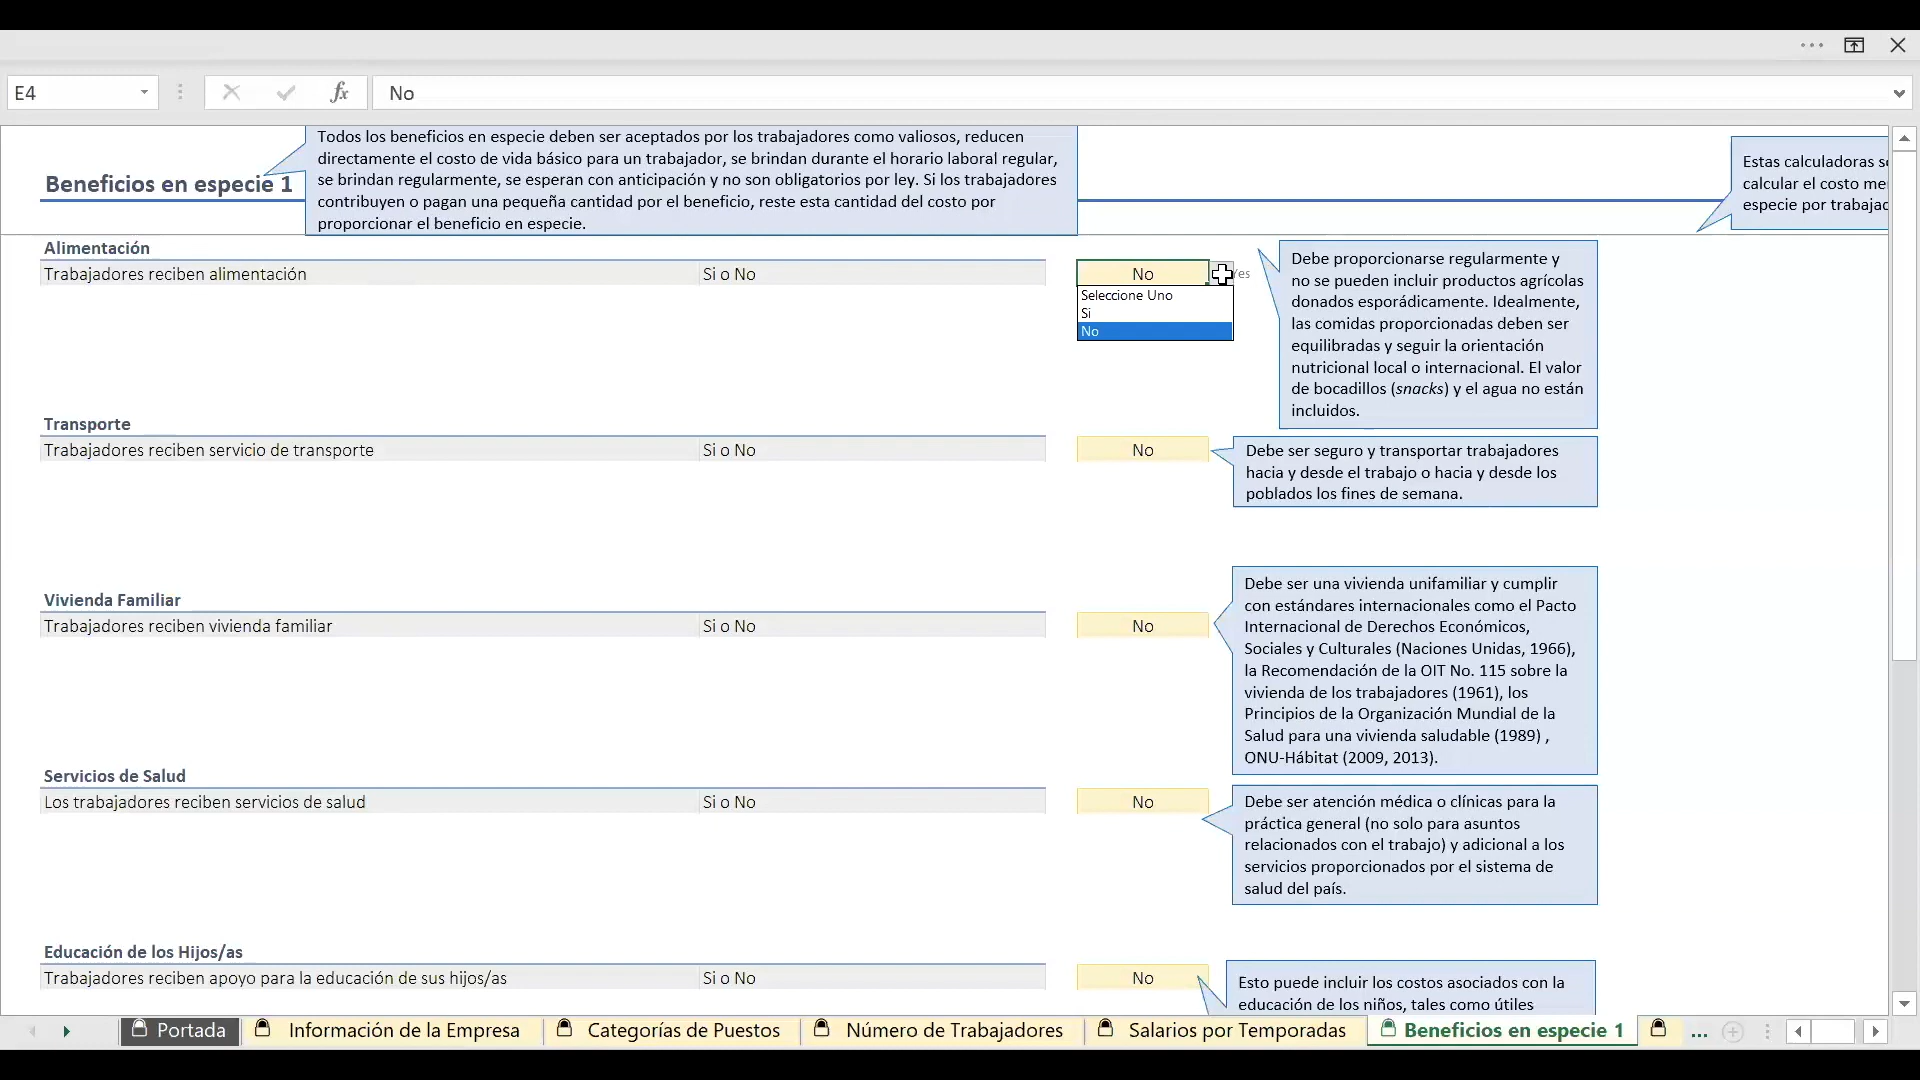 E4
fx
No
Todos los beneficios en especie deben ser aceptados por los trabajadores como valiosos, reducen
directamente el costo de vida básico para un trabajador, se brindan durante el horario laboral regular,
se brindan regularmente, se esperan con anticipación y no son obligatorios por ley. Si los trabajadores
contribuyen o pagan una pequeña cantidad por el beneficio, reste esta cantidad del costo por
proporcionar el beneficio en especie.
Beneficios en especie 1
Estas calculadoras
calcular el costo
especie por
Alimentación
Trabajadores reciben alimentación Si o No No
Yes
Seleccione Uno
Si
No
Debe proporcionarse regularmente y
no se pueden incluir productos agrícolas
donados esporádicamente. Idealmente,
las comidas proporcionadas deben ser
equilibradas y seguir la orientación
nutricional local o internacional. El valor
de bocadillos (snacks) y el agua no están
incluidos.
Transporte
Trabajadores reciben servicio de transporte Si o No No
Debe ser seguro y transportar trabajadores
hacia y desde el trabajo o hacia y desde los
poblados los fines de semana.
Vivienda Familiar
Trabajadores reciben vivienda familiar Si o No No
Debe ser una vivienda unifamiliar y cumplir
con estándares internacionales como el Pacto
Internacional de Derechos Económicos,
Sociales y Culturales (Naciones Unidas, 1966),
la Recomendación de la OIT No. 115 sobre la
vivienda de los trabajadores (1961), los
Principios de la Organización Mundial de la
Salud para una vivienda saludable (1989) ,
ONU-Hábitat (2009, 2013).
Servicios de Salud
Los trabajadores reciben servicios de salud Si o No No
Debe ser atención médica o clínicas para la
práctica general (no solo para asuntos
relacionados con el trabajo) y adicional a los
servicios proporcionados por el sistema de
salud del país.
Educación de los Hijos/as
Trabajadores reciben apoyo para la educación de sus hijos/as Si o No No
Esto puede incluir los costos asociados con la
educación de los niños, tales como útiles
Portada Información de la Empresa Categorías de Puestos Número de Trabajadores Salarios por Temporadas Beneficios en especie 1 ...